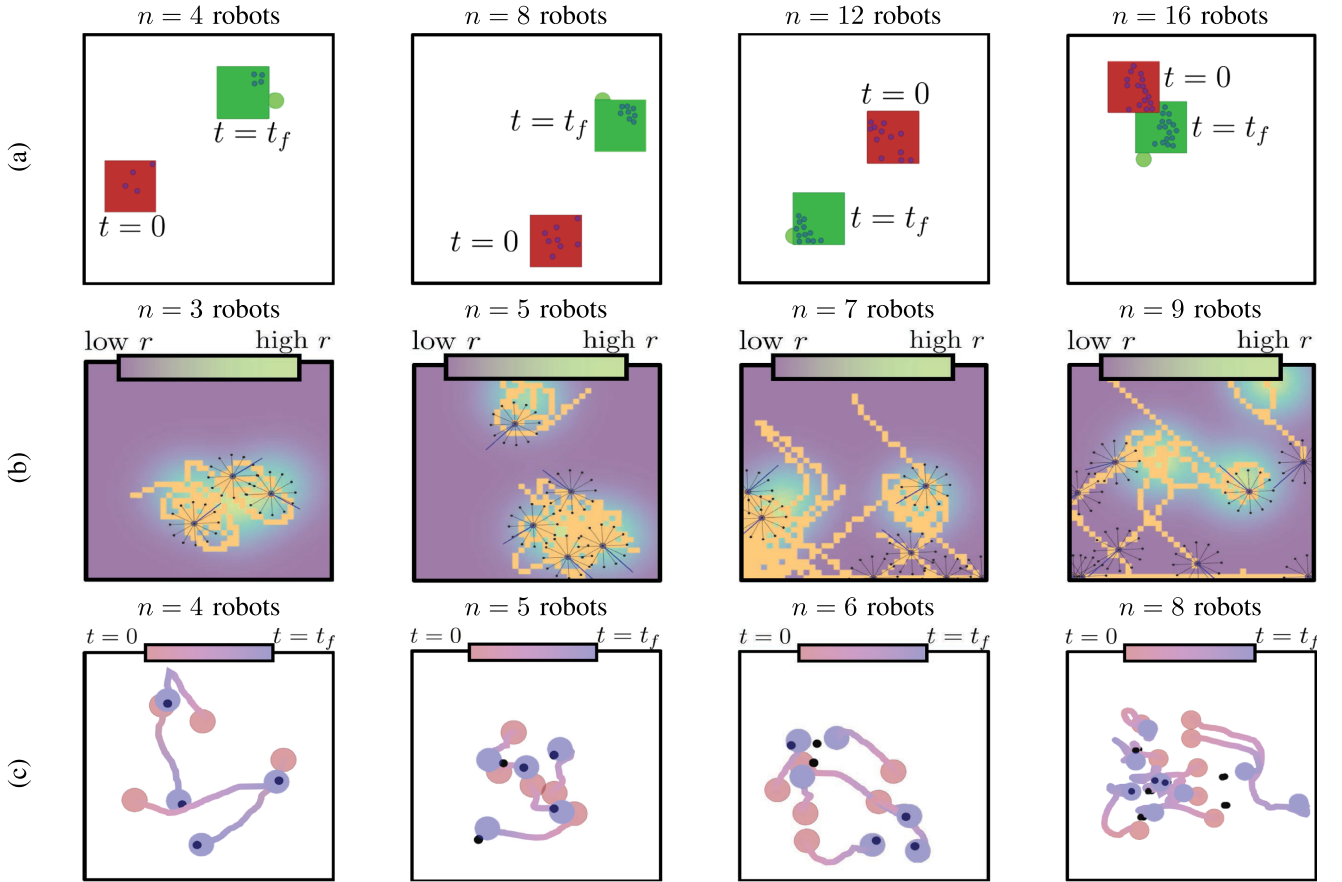 n = 4 robots n = 8 robots n = 12 robots n = 16 robots
(a)
t = t_f
t = 0
t = t_f
t = 0
t = 0
t = t_f
t = 0
t = t_f
n = 3 robots n = 5 robots n = 7 robots n = 9 robots
low r high r low r high r low r high r low r high r
(b)
n = 4 robots n = 5 robots n = 6 robots n = 8 robots
t = 0 t = t_f t = 0 t = t_f t = 0 t = t_f t = 0 t = t_f
(c)